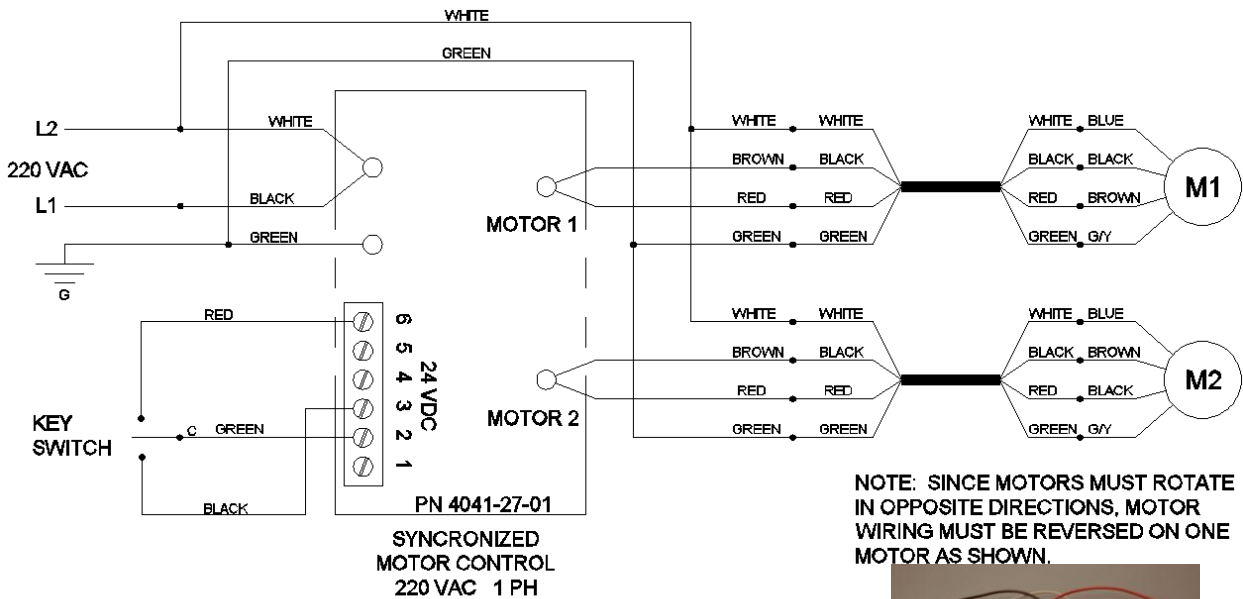 WHITE
GREEN
L2
WHITE
220 VAC
L1
BLACK
GREEN
G
MOTOR 1
WHITE WHITE
BROWN BLACK
RED RED
GREEN GREEN
WHITE BLUE
BLACK BLACK
RED BROWN
GREEN G/Y
M1
RED
6
5
4
3
2
1
24 VDC
KEY
SWITCH
C GREEN
BLACK
MOTOR 2
WHITE WHITE
BROWN BLACK
RED RED
GREEN GREEN
WHITE BLUE
BLACK BROWN
RED BLACK
GREEN G/Y
M2
PN 4041-27-01
SYNCRONIZED
MOTOR CONTROL
220 VAC 1 PH
NOTE: SINCE MOTORS MUST ROTATE
IN OPPOSITE DIRECTIONS, MOTOR
WIRING MUST BE REVERSED ON ONE
MOTOR AS SHOWN.